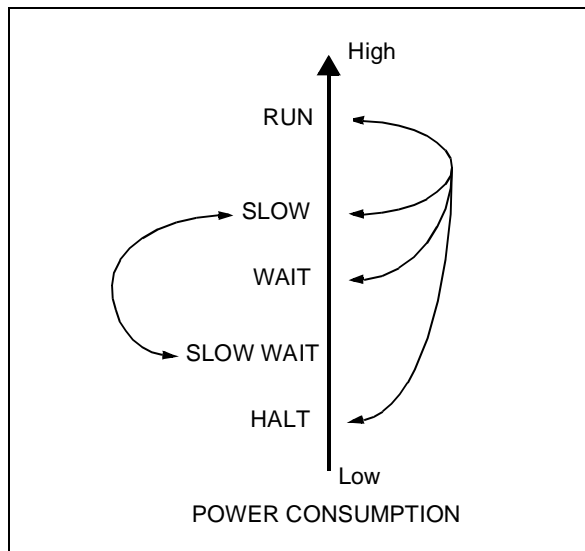 High
RUN
SLOW
WAIT
SLOW WAIT
HALT
Low
POWER CONSUMPTION